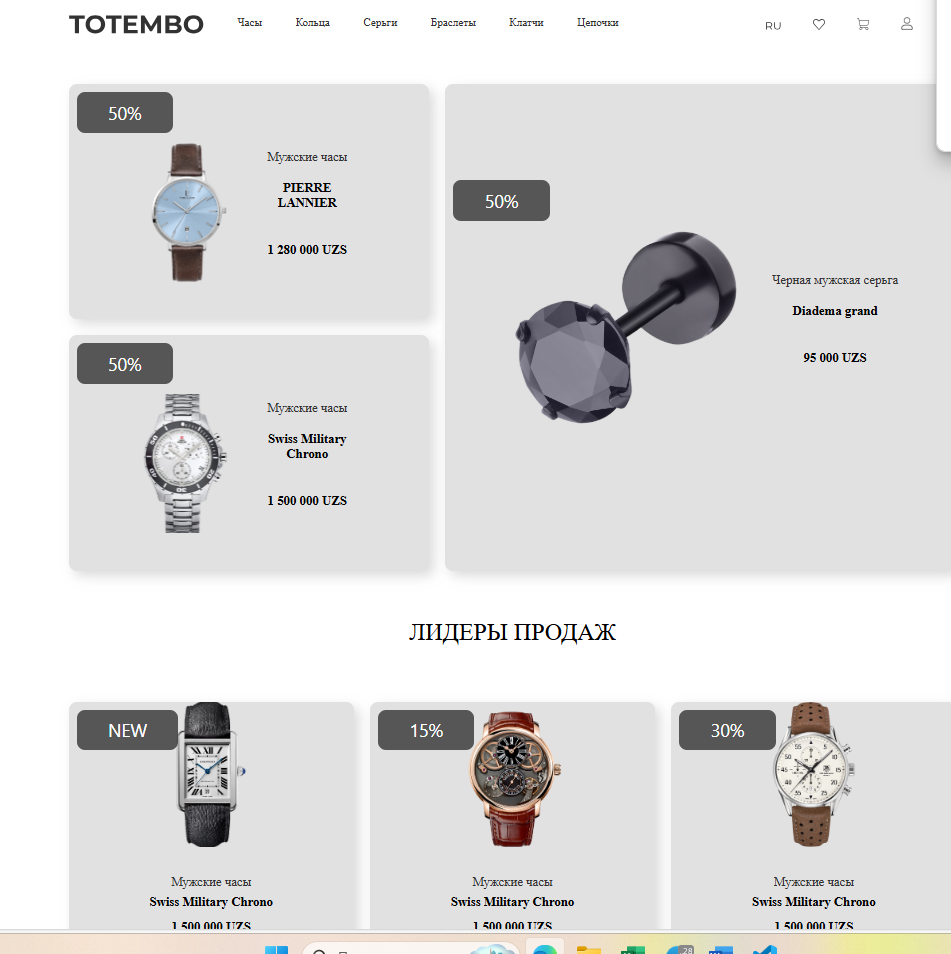 TOTEMBO
Часы Кольца Серьги Браслеты Клатчи Цепочки
RU
50%
Мужские часы
PIERRE
LANNIER
1 280 000 UZS
50%
Мужские часы
Swiss Military
Chrono
1 500 000 UZS
50%
Черная мужская серьга
Diadema grand
95 000 UZS
ЛИДЕРЫ ПРОДАЖ
NEW
Мужские часы
Swiss Military Chrono
1 500 000 UZS
15%
Мужские часы
Swiss Military Chrono
1 500 000 UZS
30%
Мужские часы
Swiss Military Chrono
1 500 000 UZS
28